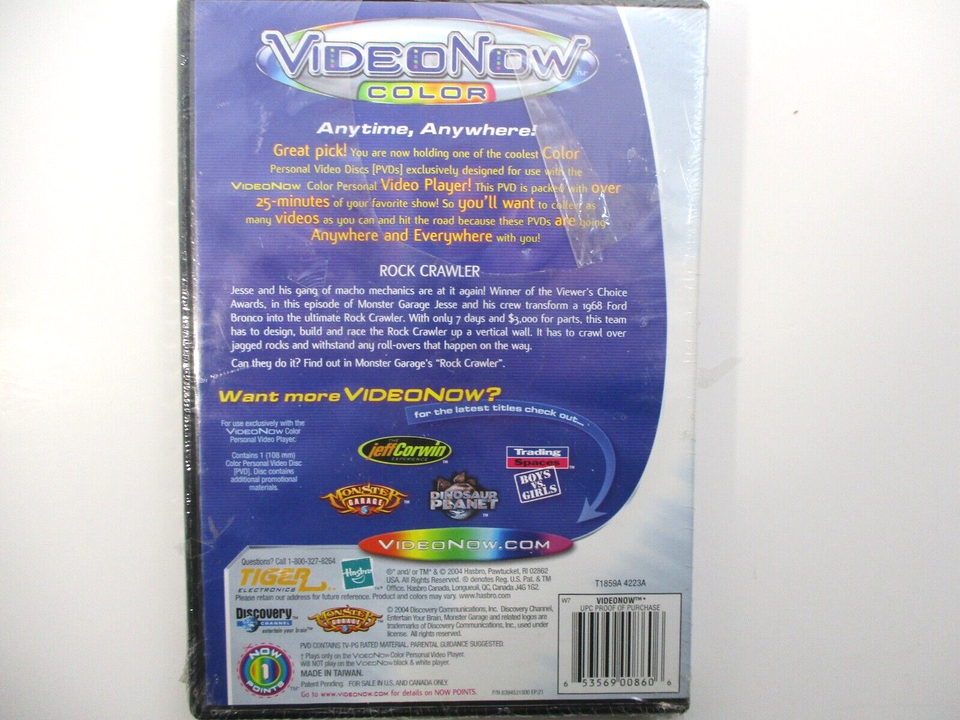 VIDEONOW™
COLOR
Anytime, Anywhere!
Great pick! You are now holding one of the coolest Color
Personal Video Discs [PVDs] exclusively designed for use with the
VIDEONOW Color Personal Video Player! This PVD is packed with over
25-minutes of your favorite show! So you'll want to collect as
many videos as you can and hit the road because these PVDs are going
Anywhere and Everywhere with you!
ROCK CRAWLER
Jesse and his gang of macho mechanics are at it again! Winner of the Viewer's Choice
Awards, in this episode of Monster Garage Jesse and his crew transform a 1968 Ford
Bronco into the ultimate Rock Crawler. With only 7 days and $3,000 for parts, this team
has to design, build and race the Rock Crawler up a vertical wall. It has to crawl over
jagged rocks and withstand any roll-overs that happen on the way.
Can they do it? Find out in Monster Garage's "Rock Crawler".
Want more VIDEONOW?
for the latest titles check out...
For use exclusively with the
VIDEONOW Color
Personal Video Player.
Contains 1 (108 mm)
Color Personal Video Disc
[PVD]. Disc contains
additional promotional
materials.
THE
jeff Corwin
EXPERIENCE™
Trading
Spaces™
BOYS
VS.
GIRLS
MONSTER
GARAGE™
DINOSAUR
PLANET™
VIDEONOW.COM
Questions? Call 1-800-327-8264
TIGER
ELECTRONICS
Hasbro
®* and/ or TM* & © 2004 Hasbro, Pawtucket, RI 02862
USA. All Rights Reserved. ® denotes Reg. U.S. Pat. & TM
Office. Hasbro Canada, Longueuil, QC, Canada J4G 1G2.
Please retain our address for future reference. Product and colors may vary. www.hasbro.com
T1859A 4223A
Discovery
CHANNEL
entertain your brain™
MONSTER
GARAGE
© 2004 Discovery Communications, Inc. Discovery Channel,
Entertain Your Brain, Monster Garage and related logos are
trademarks of Discovery Communications, Inc., used under
license. All rights reserved.
W7
VIDEONOW™*
UPC PROOF OF PURCHASE
6 53569 00860 6
PVD CONTAINS TV-PG RATED MATERIAL. PARENTAL GUIDANCE SUGGESTED.
† Plays only on the VIDEONOW Color Personal Video Player.
Will NOT play on the VIDEONOW black & white player.
MADE IN TAIWAN.
Patent Pending. FOR SALE IN U.S. AND CANADA ONLY.
NOW
1
POINTS™
Go to www.VIDEONOW.COM for details on NOW POINTS.